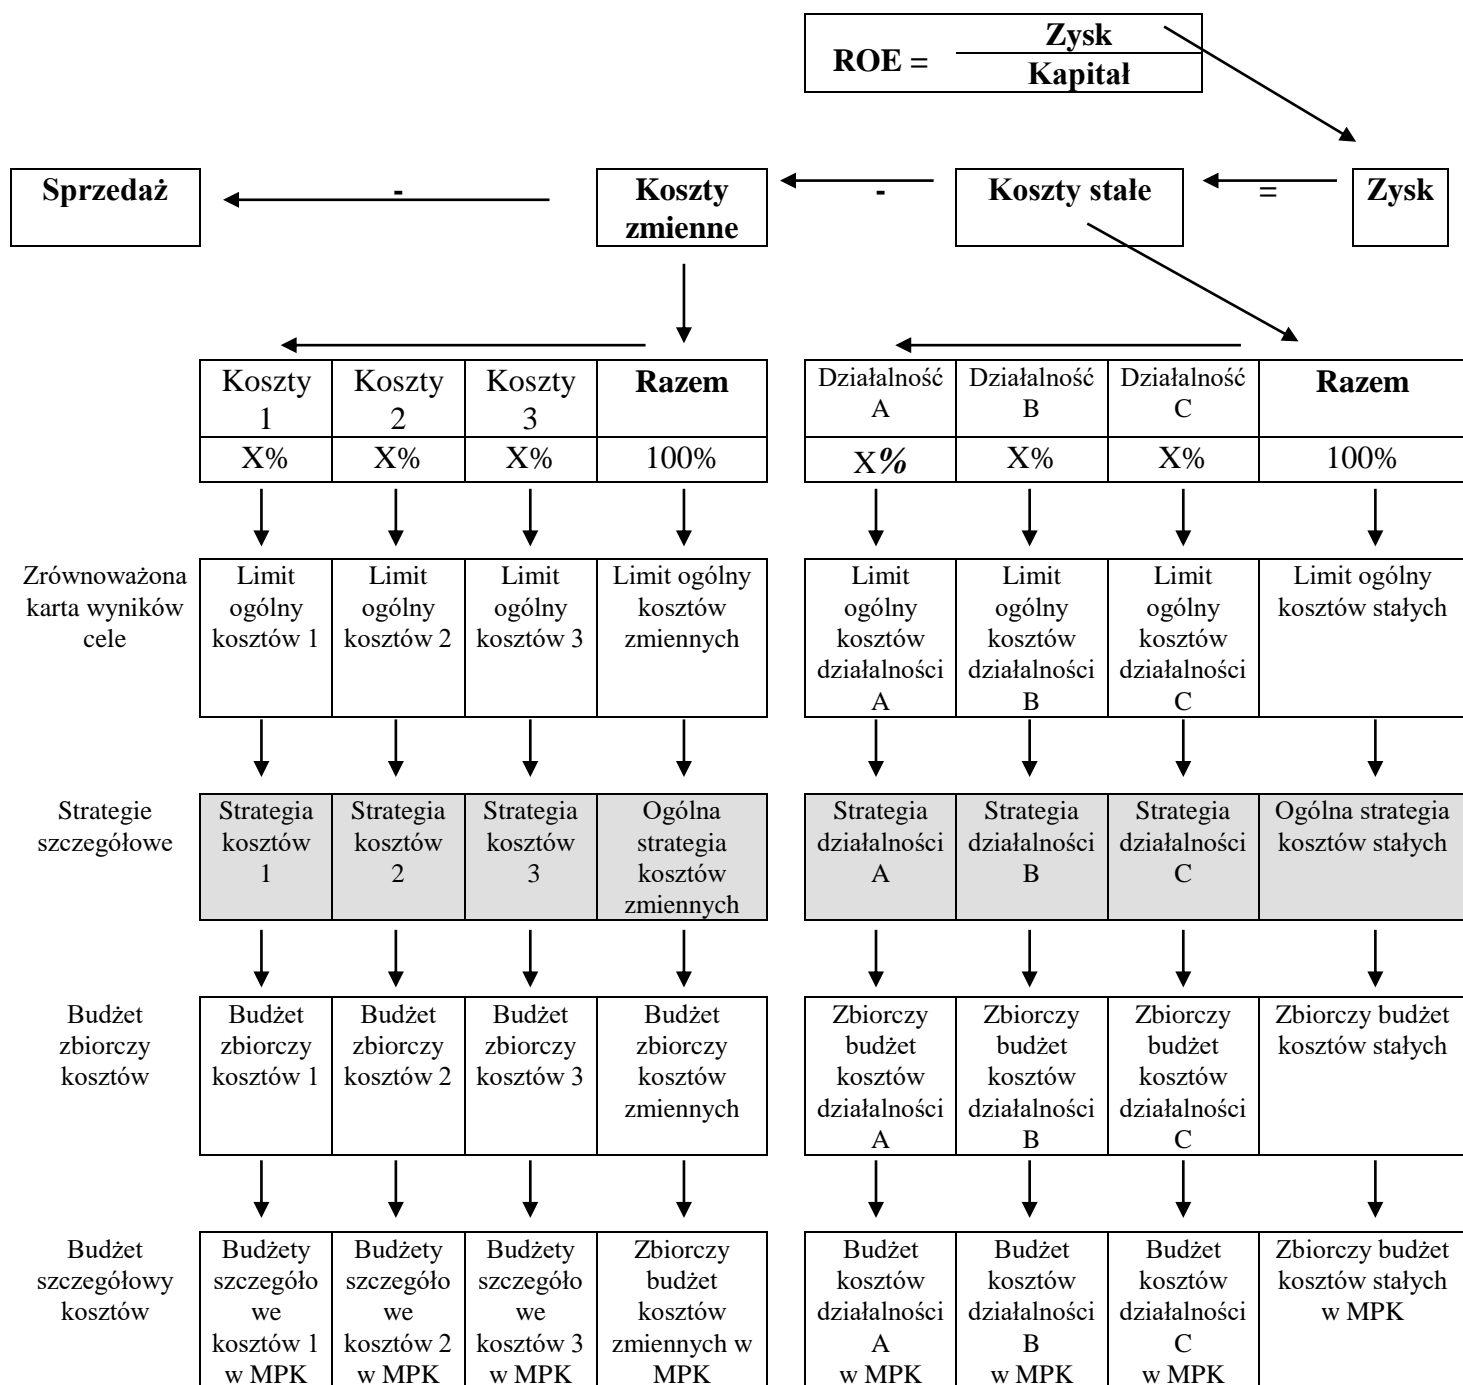 ROE =
Zysk
Kapitał
Sprzedaż
-
Koszty
zmienne
-
Koszty stałe
=
Zysk
Koszty
1
Koszty
2
Koszty
3
Razem
X%
X%
X%
100%
Działalność
A
Działalność
B
Działalność
C
Razem
X%
X%
X%
100%
Zrównoważona
karta wyników
cele
Limit
ogólny
kosztów 1
Limit
ogólny
kosztów 2
Limit
ogólny
kosztów 3
Limit ogólny
kosztów
zmiennych
Limit
ogólny
kosztów
działalności
A
Limit
ogólny
kosztów
działalności
B
Limit
ogólny
kosztów
działalności
C
Limit ogólny
kosztów stałych
Strategie
szczegółowe
Strategia
kosztów
1
Strategia
kosztów
2
Strategia
kosztów
3
Ogólna
strategia
kosztów
zmiennych
Strategia
działalności
A
Strategia
działalności
B
Strategia
działalności
C
Ogólna strategia
kosztów stałych
Budżet
zbiorczy
kosztów
Budżet
zbiorczy
kosztów 1
Budżet
zbiorczy
kosztów 2
Budżet
zbiorczy
kosztów 3
Budżet
zbiorczy
kosztów
zmiennych
Zbiorczy
budżet
kosztów
działalności
A
Zbiorczy
budżet
kosztów
działalności
B
Zbiorczy
budżet
kosztów
działalności
C
Zbiorczy budżet
kosztów stałych
Budżet
szczegółowy
kosztów
Budżety
szczegóło
we
kosztów 1
w MPK
Budżety
szczegóło
we
kosztów 2
w MPK
Budżety
szczegóło
we
kosztów 3
w MPK
Zbiorczy
budżet
kosztów
zmiennych w
MPK
Budżet
kosztów
działalności
A
w MPK
Budżet
kosztów
działalności
B
w MPK
Budżet
kosztów
działalności
C
w MPK
Zbiorczy budżet
kosztów stałych
w MPK